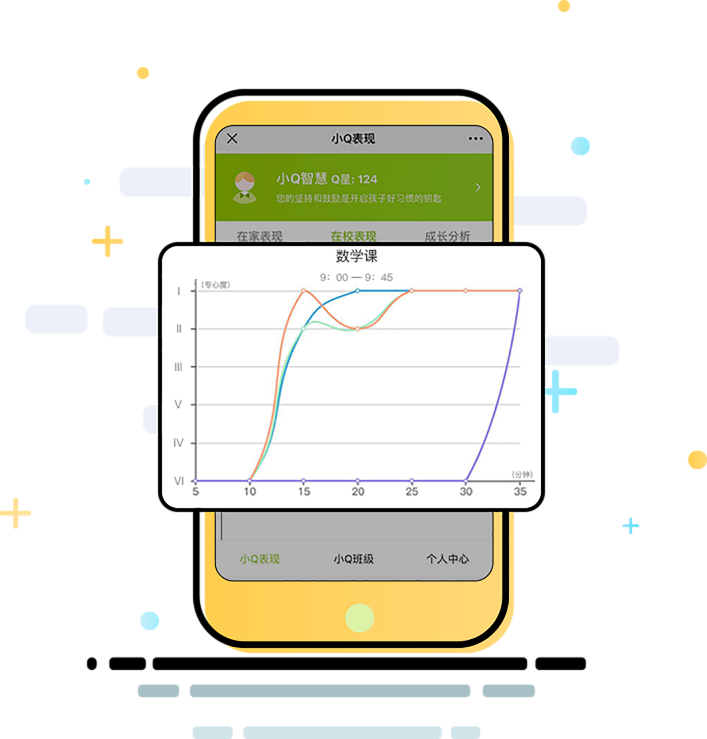 小Q表现
小Q智慧 Q星: 124
您的坚持和鼓励是开启孩子好习惯的钥匙
在家表现 在校表现 成长分析
数学课
9：00 — 9：45
(专心度)
I
II
III
V
IV
VI
(分钟)
5 10 15 20 25 30 35
小Q表现 小Q班级 个人中心